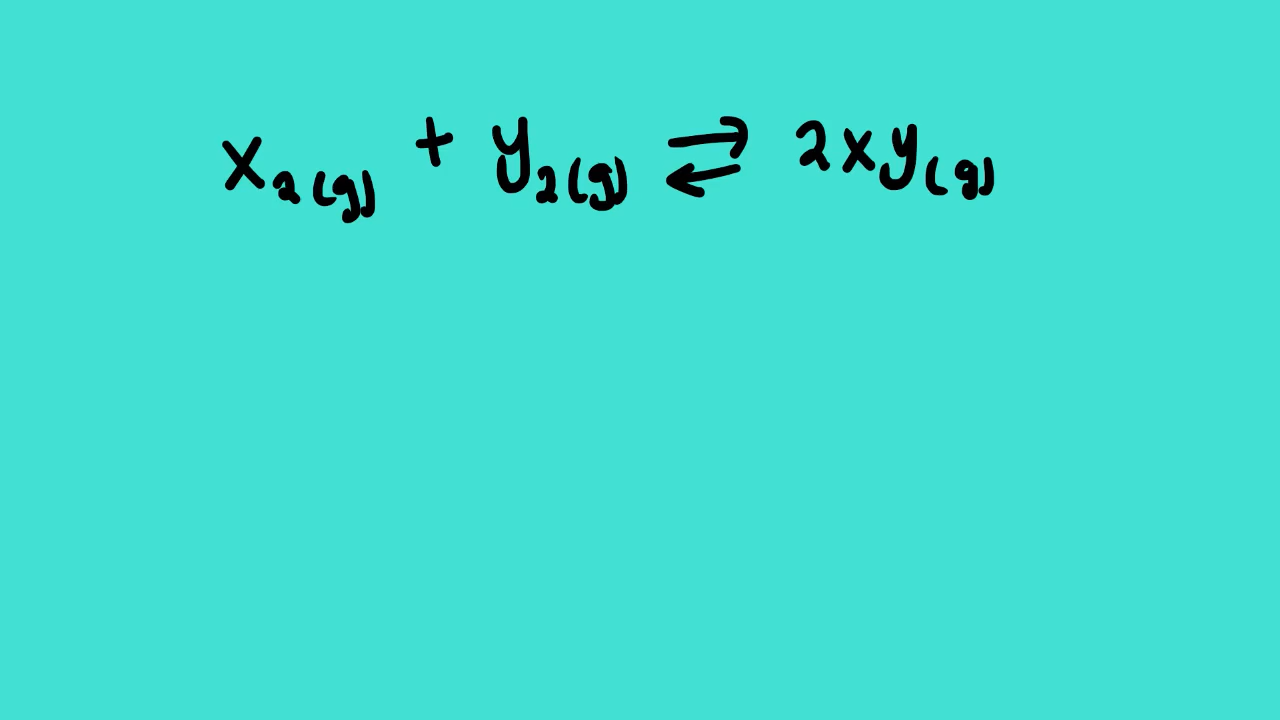 x₂(g) + y₂(g) ⇄ 2xy(g)